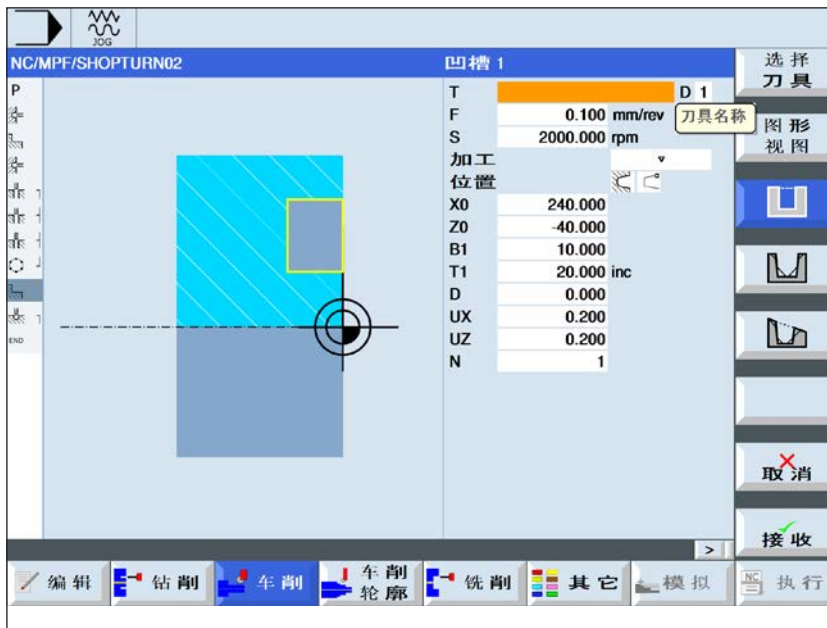 JOG
NC/MPF/SHOPTURN02
凹槽 1
P
END
T D 1
F 0.100 mm/rev
刀具名称
S 2000.000 rpm
加工 ▿
位置
X0 240.000
Z0 -40.000
B1 10.000
T1 20.000 inc
D 0.000
UX 0.200
UZ 0.200
N 1
选择
刀具
图形
视图
取消
接收
>
编辑
钻削
车削
车削
轮廓
铣削
其它
模拟
NC
执行